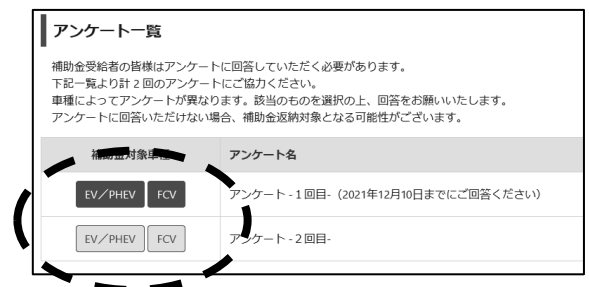 アンケート一覧
補助金受給者の皆様はアンケートに回答していただく必要があります。
下記一覧より計2回のアンケートにご協力ください。
車種によってアンケートが異なります。該当のものを選択の上、回答をお願いいたします。
アンケートに回答いただけない場合、補助金返納対象となる可能性がございます。
補助金対象車種 アンケート名
EV/PHEV FCV アンケート -1回目- (2021年12月10日までにご回答ください)
EV/PHEV FCV アンケート -2回目-